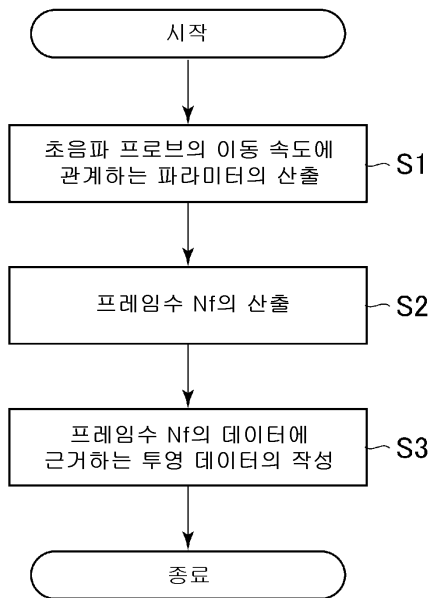 시작
초음파 프로브의 이동 속도에
관계하는 파라미터의 산출
S1
프레임수 Nf의 산출
S2
프레임수 Nf의 데이터에
근거하는 투영 데이터의 작성
S3
종료